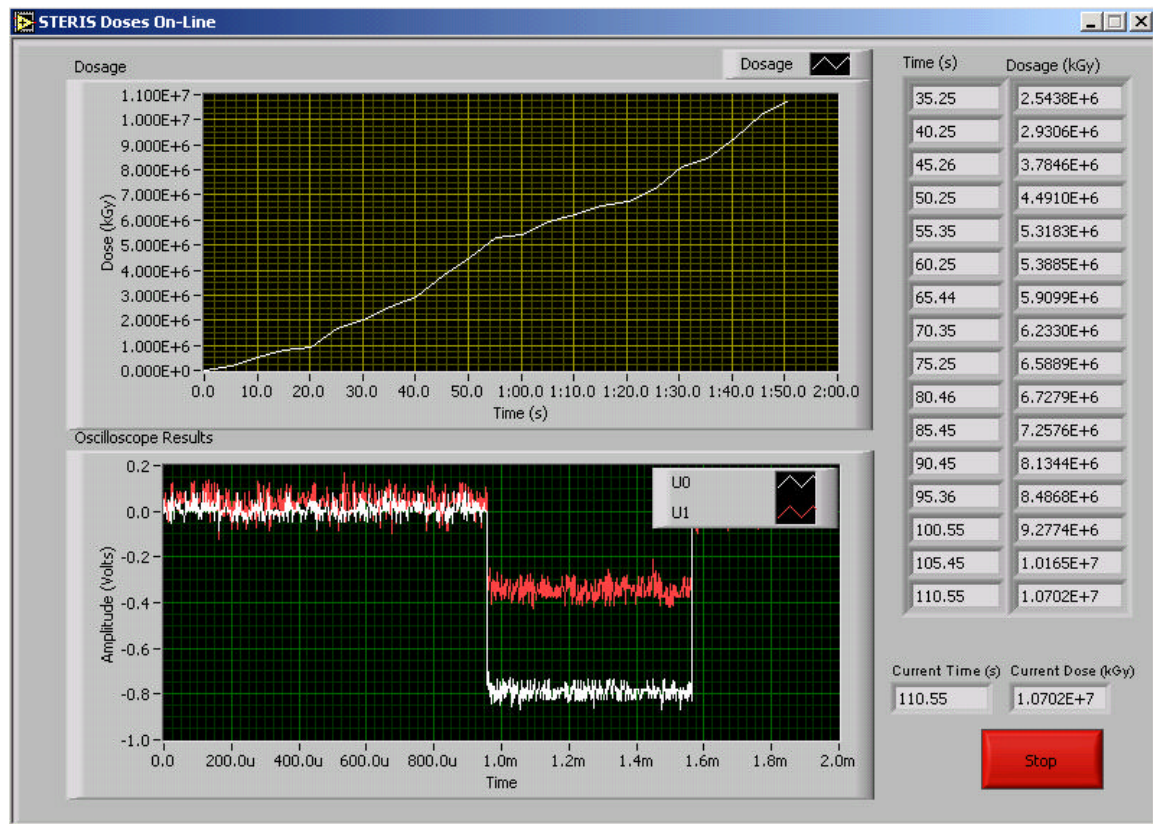 STERIS Doses On-Line
Dosage
Dosage
1.100E+7
1.000E+7
9.000E+6
8.000E+6
7.000E+6
6.000E+6
5.000E+6
4.000E+6
3.000E+6
2.000E+6
1.000E+6
0.000E+0
Dose (kGy)
0.0 10.0 20.0 30.0 40.0 50.0 1:00.0 1:10.0 1:20.0 1:30.0 1:40.0 1:50.0 2:00.0
Time (s)
Oscilloscope Results
U0
U1
0.2
0.0
-0.2
-0.4
-0.6
-0.8
-1.0
Amplitude (Volts)
0.0 200.0u 400.0u 600.0u 800.0u 1.0m 1.2m 1.4m 1.6m 1.8m 2.0m
Time
Time (s) Dosage (kGy)
35.25 2.5438E+6
40.25 2.9306E+6
45.26 3.7846E+6
50.25 4.4910E+6
55.35 5.3183E+6
60.25 5.3885E+6
65.44 5.9099E+6
70.35 6.2330E+6
75.25 6.5889E+6
80.46 6.7279E+6
85.45 7.2576E+6
90.45 8.1344E+6
95.36 8.4868E+6
100.55 9.2774E+6
105.45 1.0165E+7
110.55 1.0702E+7
Current Time (s) Current Dose (kGy)
110.55 1.0702E+7
Stop